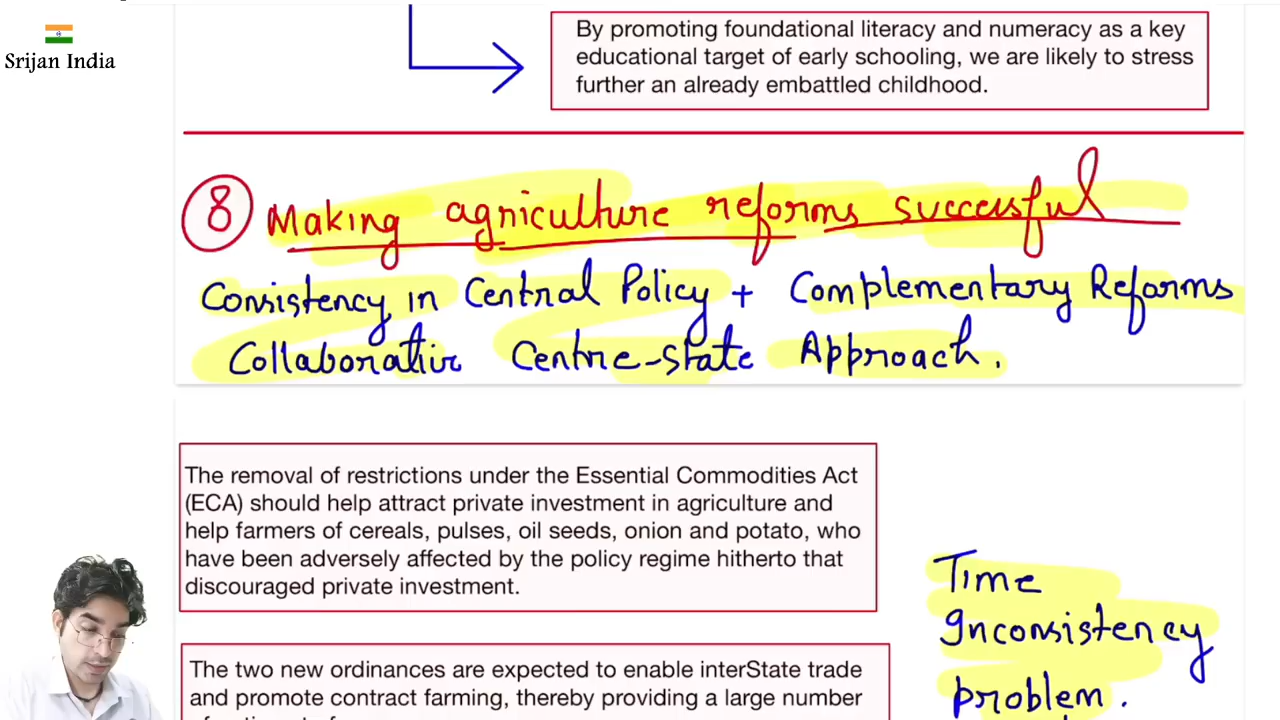 Srijan India
By promoting foundational literacy and numeracy as a key
educational target of early schooling, we are likely to stress
further an already embattled childhood.
8 Making agriculture reforms successful
Consistency in Central Policy + Complementary Reforms
Collaborativ Centre-state Approach.
The removal of restrictions under the Essential Commodities Act
(ECA) should help attract private investment in agriculture and
help farmers of cereals, pulses, oil seeds, onion and potato, who
have been adversely affected by the policy regime hitherto that
discouraged private investment.
Time
Inconsistency
problem.
The two new ordinances are expected to enable interState trade
and promote contract farming, thereby providing a large number